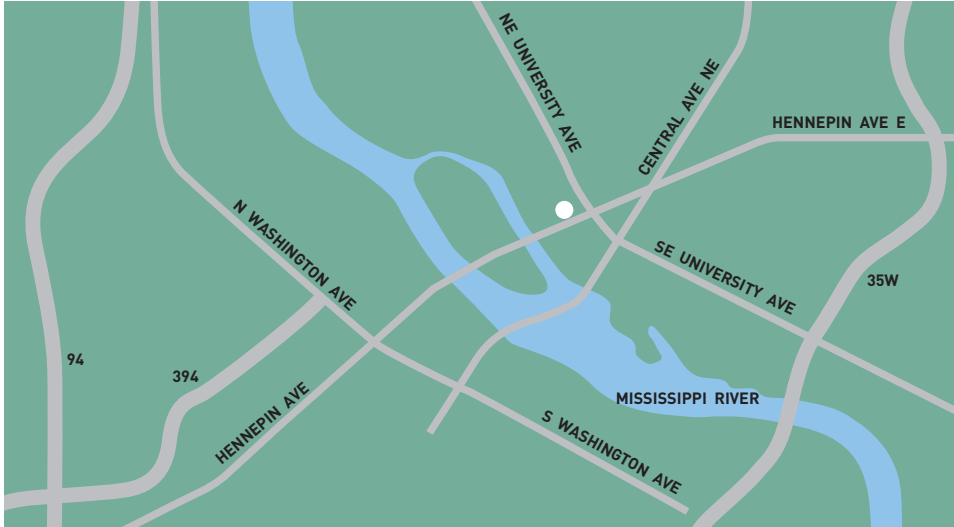 NE UNIVERSITY AVE
CENTRAL AVE NE
HENNEPIN AVE E
N WASHINGTON AVE
SE UNIVERSITY AVE
35W
94
394
HENNEPIN AVE
MISSISSIPPI RIVER
S WASHINGTON AVE